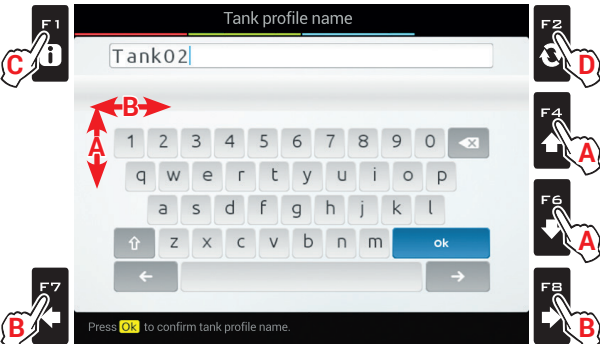 Tank profile name
F1
C
F2
D
Tank02
B
A
F4
A
1 2 3 4 5 6 7 8 9 0
q w e r t y u i o p
a s d f g h j k l
z x c v b n m ok
F6
A
F7
B
F8
B
Press Ok to confirm tank profile name.